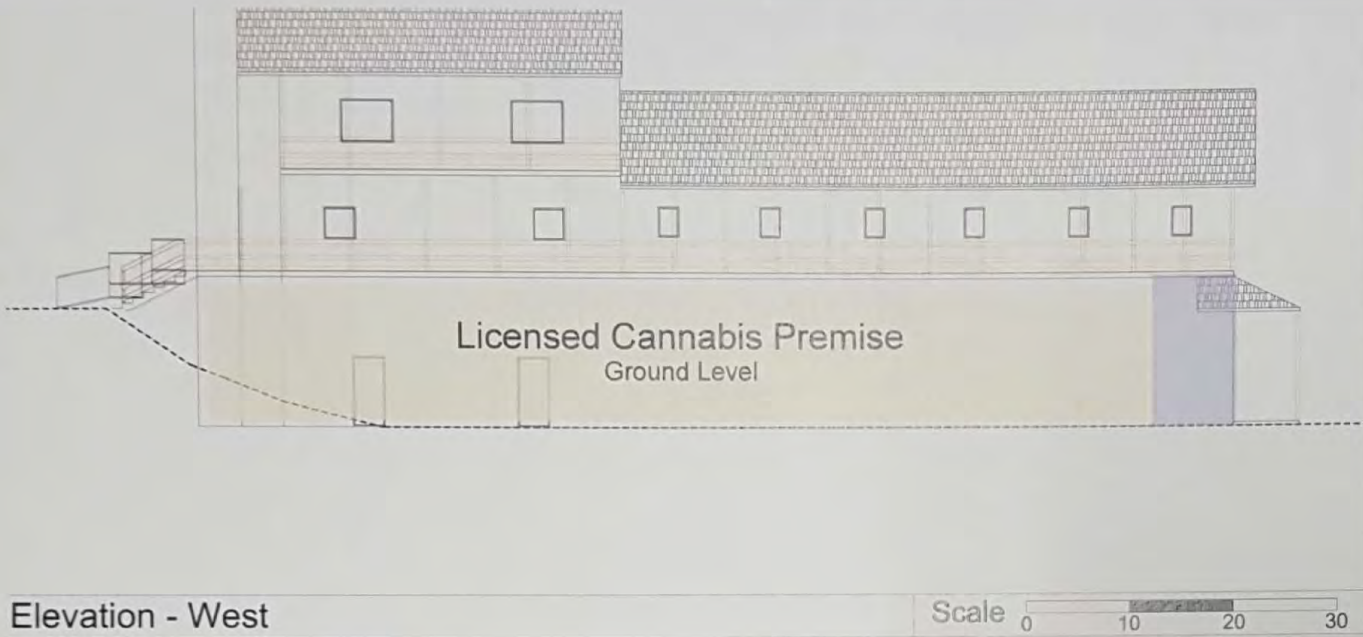 Licensed Cannabis Premise
Ground Level
Elevation - West
Scale
0 10 20 30